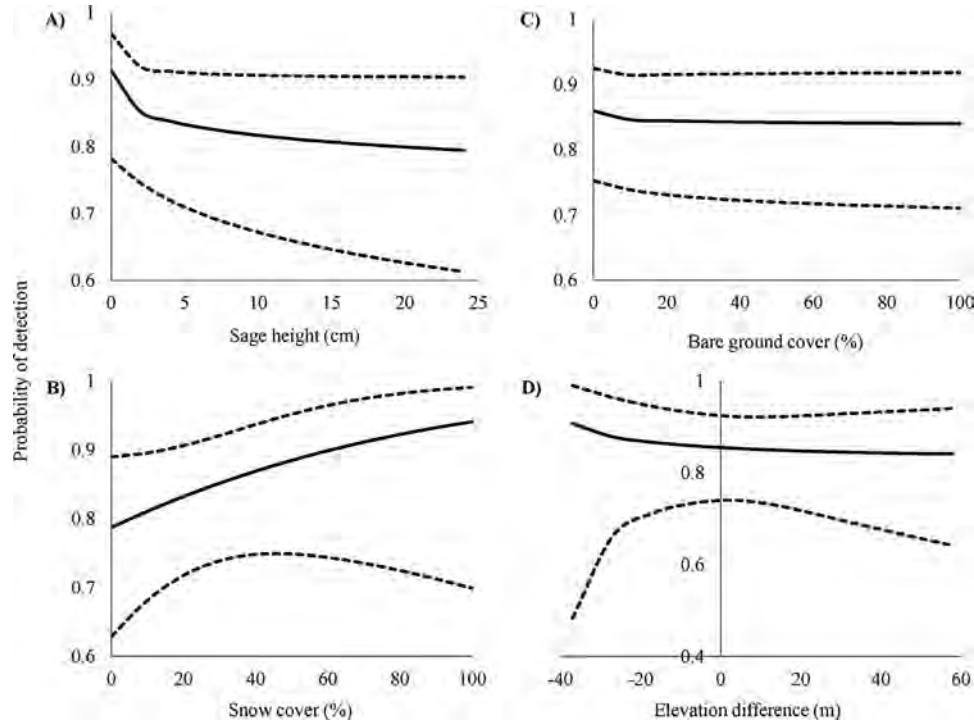 Probability of detection
A)
1
0.9
0.8
0.7
0.6
0 5 10 15 20 25
Sage height (cm)
C)
1
0.9
0.8
0.7
0.6
0 20 40 60 80 100
Bare ground cover (%)
B)
1
0.9
0.8
0.7
0.6
0 20 40 60 80 100
Snow cover (%)
D)
1
0.8
0.6
0.4
-40 -20 0 20 40 60
Elevation difference (m)